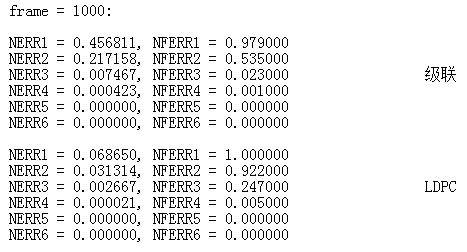 frame = 1000:
NERR1 = 0.456811, NFERR1 = 0.979000
NERR2 = 0.217158, NFERR2 = 0.535000
NERR3 = 0.007467, NFERR3 = 0.023000 级联
NERR4 = 0.000423, NFERR4 = 0.001000
NERR5 = 0.000000, NFERR5 = 0.000000
NERR6 = 0.000000, NFERR6 = 0.000000
NERR1 = 0.068650, NFERR1 = 1.000000
NERR2 = 0.031314, NFERR2 = 0.922000
NERR3 = 0.002667, NFERR3 = 0.247000 LDPC
NERR4 = 0.000021, NFERR4 = 0.005000
NERR5 = 0.000000, NFERR5 = 0.000000
NERR6 = 0.000000, NFERR6 = 0.000000